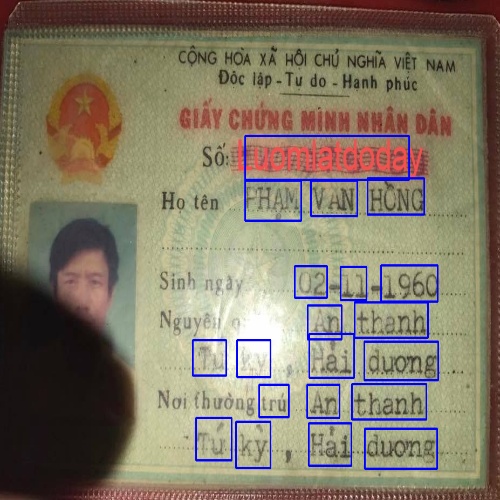 CỘNG HÒA XÃ HỘI CHỦ NGHĨA VIỆT NAM
Độc lập - Tự do - Hạnh phúc
GIẤY CHỨNG MINH NHÂN DÂN
Số: Luomiatdoday
Họ tên PHẠM VĂN HỒNG
Sinh ngày 02-11-1960
Nguyên An thanh
Tứ kỳ, Hải dương
Nơi thường trú An thanh
Tứ kỳ, Hải dương